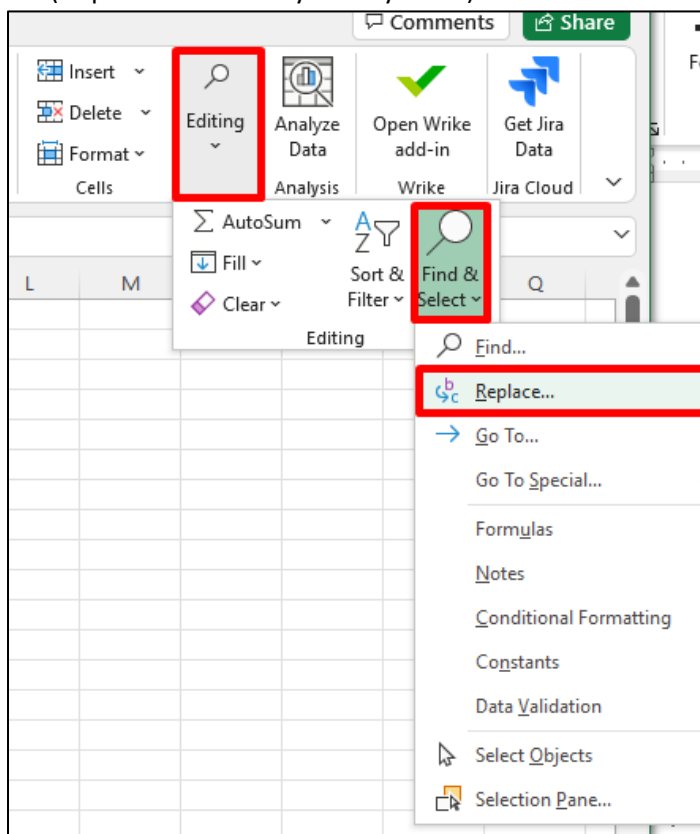 Comments
Share
Insert
Delete
Format
Cells
Editing
Analyze
Data
Analysis
Open Wrike
add-in
Wrike
Get Jira
Data
Jira Cloud
AutoSum
Fill
Clear
Sort &
Filter
Find &
Select
Editing
L
M
Q
Find...
Replace...
Go To...
Go To Special...
Formulas
Notes
Conditional Formatting
Constants
Data Validation
Select Objects
Selection Pane...